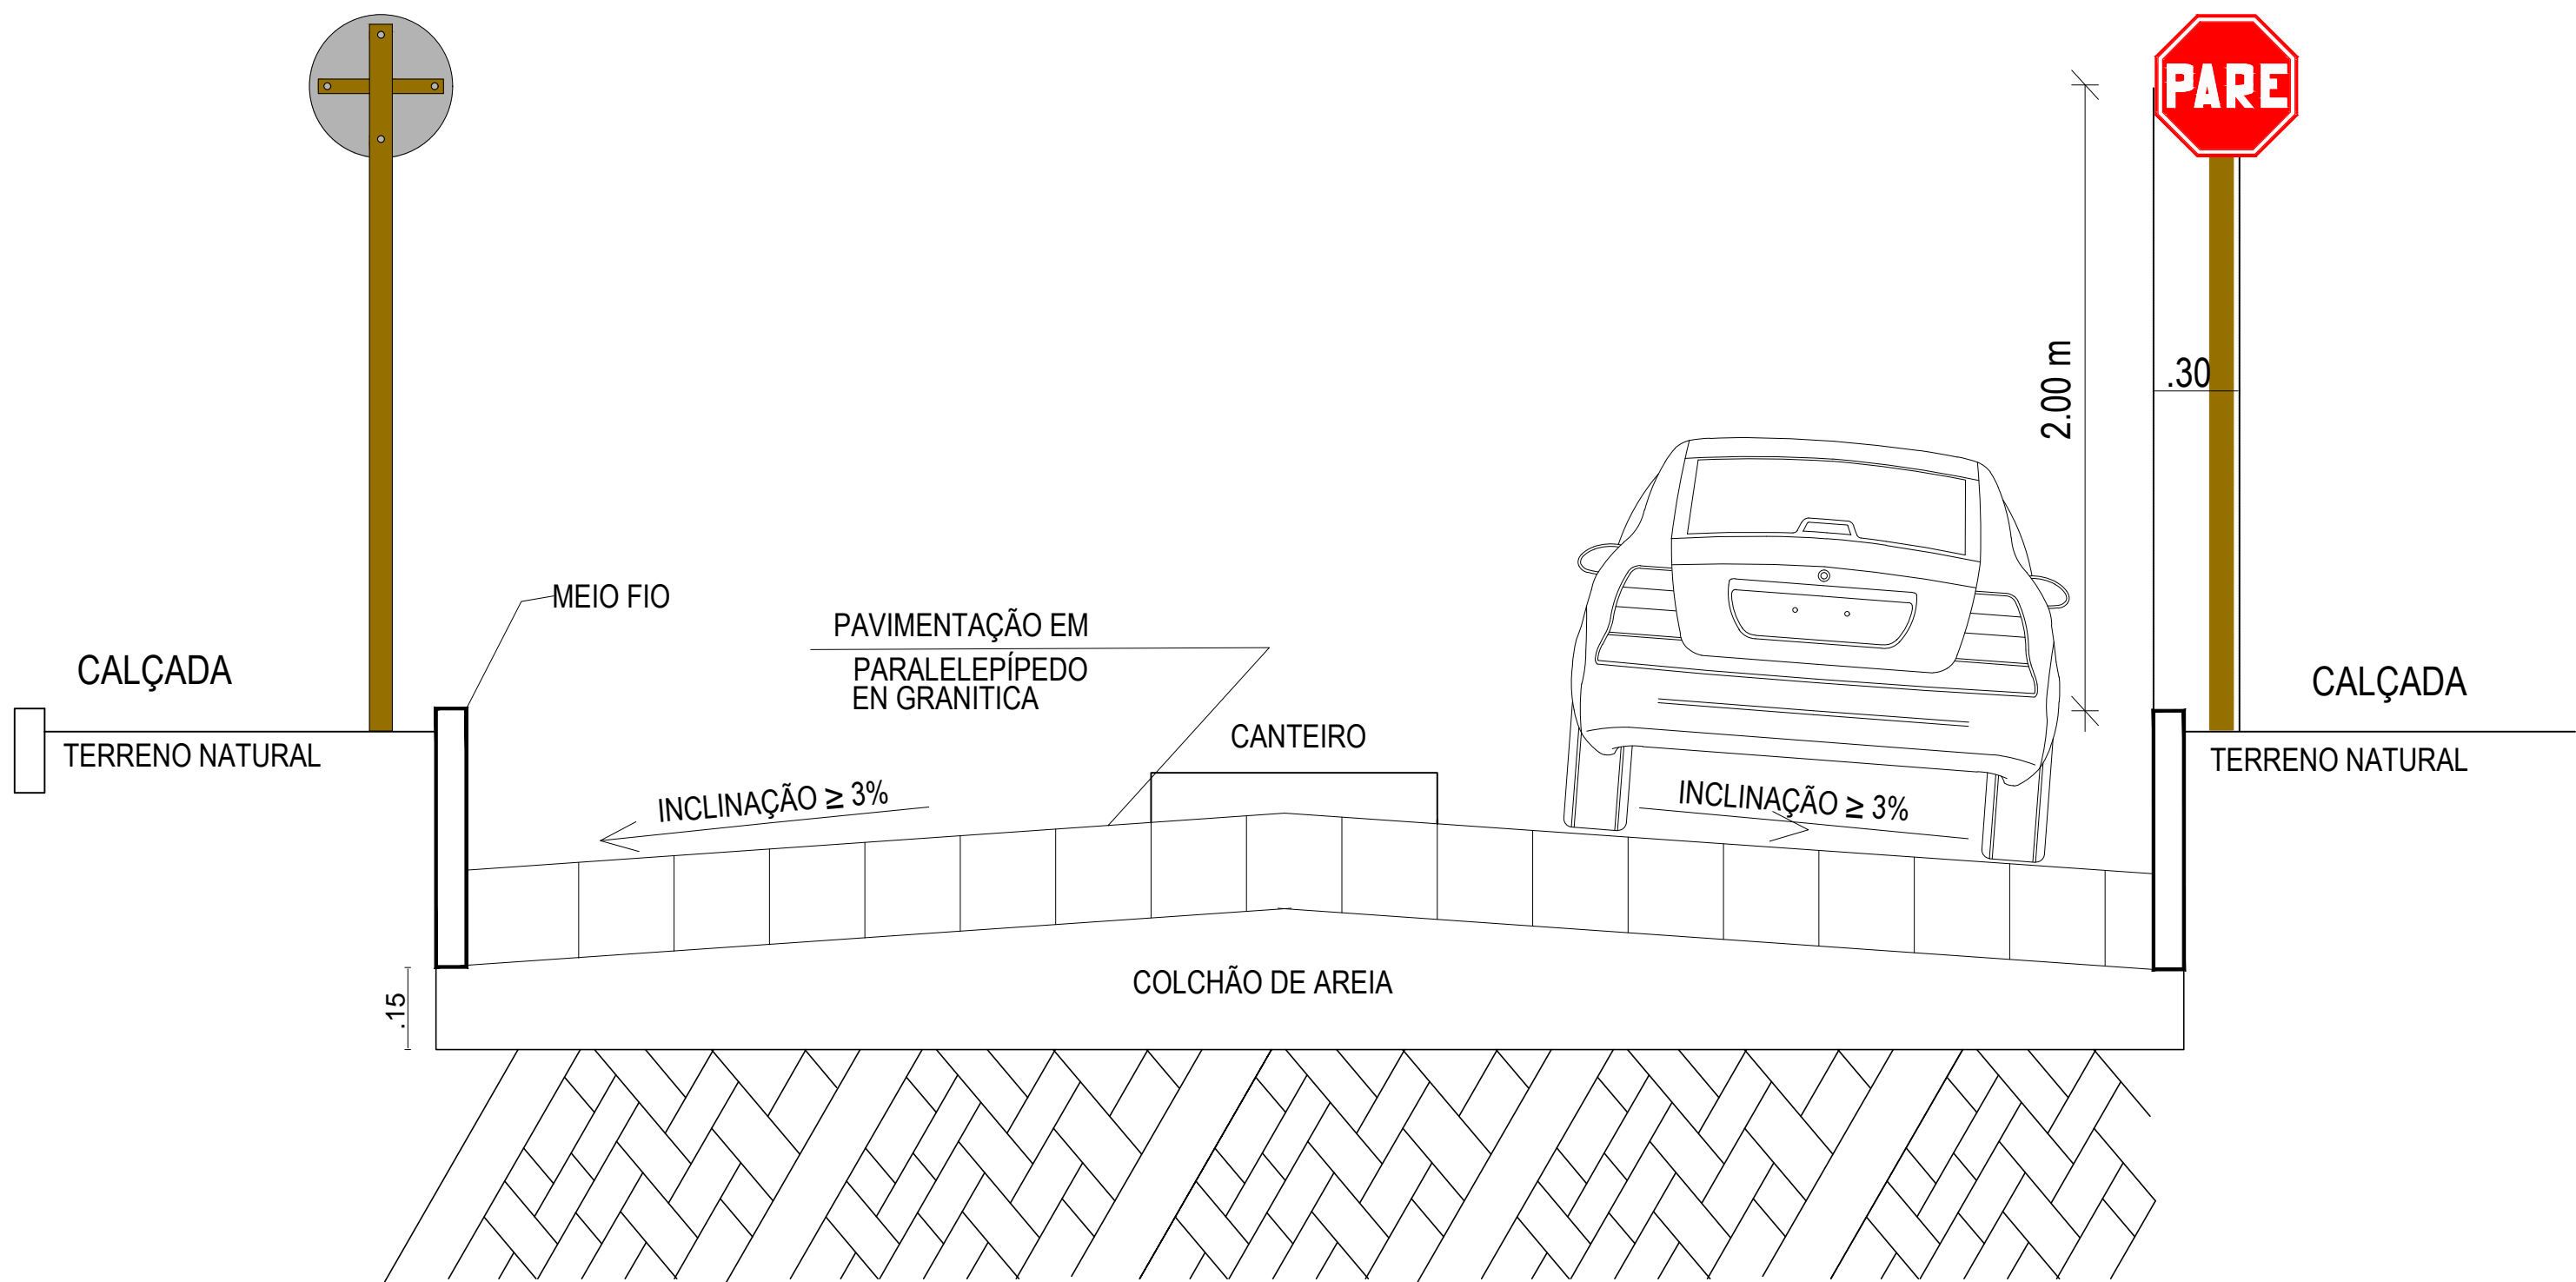 PARE
2.00 m
.30
MEIO FIO
PAVIMENTAÇÃO EM
PARALELEPÍPEDO
EN GRANITICA
CALÇADA
CALÇADA
CANTEIRO
TERRENO NATURAL
TERRENO NATURAL
INCLINAÇÃO ≥ 3%
INCLINAÇÃO ≥ 3%
COLCHÃO DE AREIA
.15